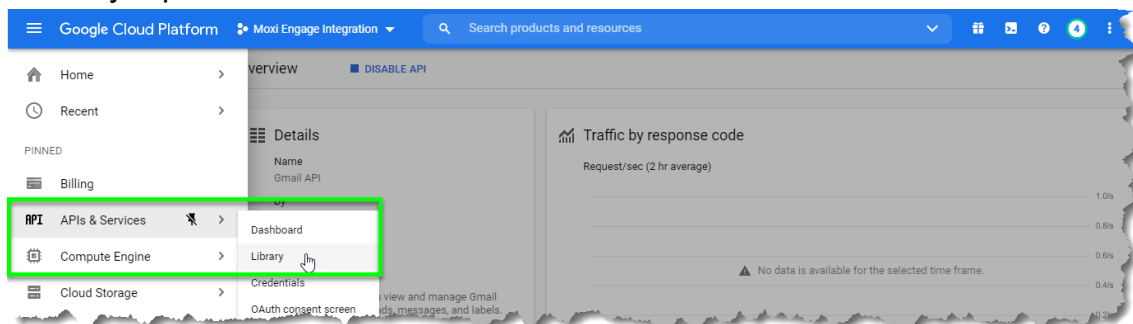 Google Cloud Platform
Moxi Engage Integration
Search products and resources
4
Home
Recent
PINNED
Billing
API APIs & Services
Compute Engine
Cloud Storage
Dashboard
Library
Credentials
OAuth consent screen
verview
DISABLE API
Details
Name
Gmail API
By
view and manage Gmail
ds, messages, and labels.
Traffic by response code
Request/sec (2 hr average)
1.0/s
0.8/s
0.6/s
No data is available for the selected time frame.
0.4/s
0.2/s